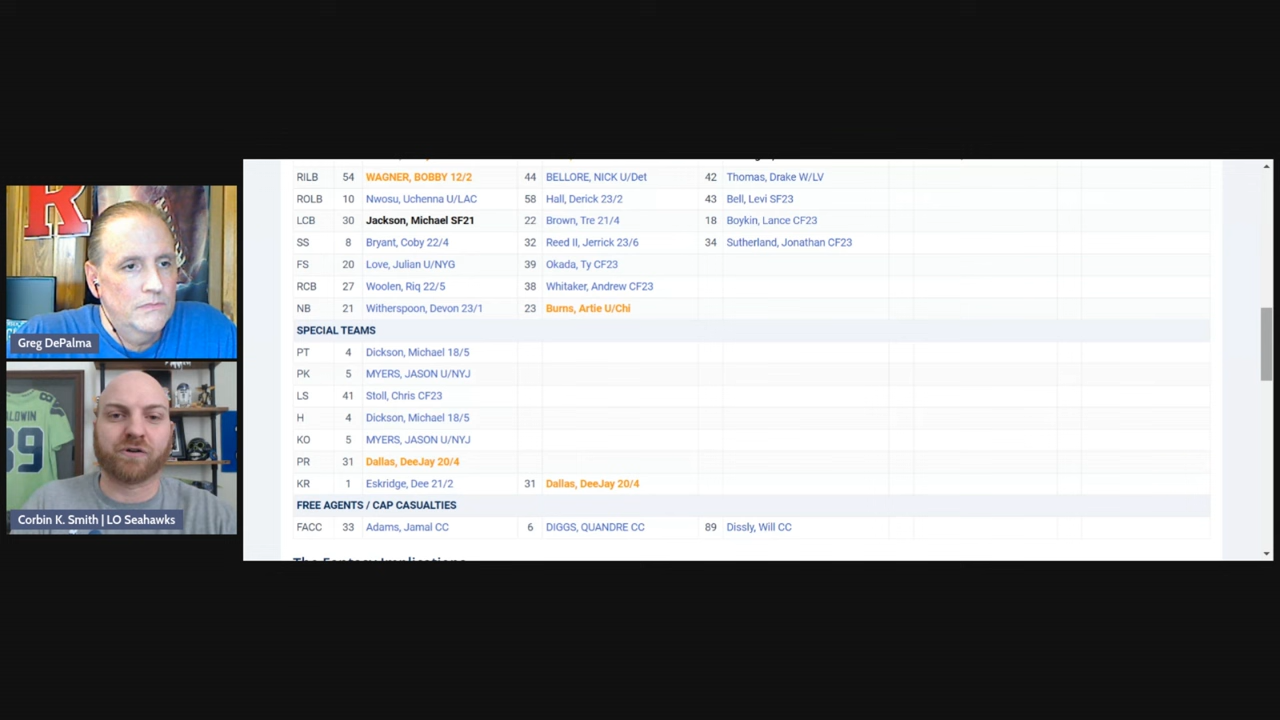 RILB 54 WAGNER, BOBBY 12/2 44 BELLORE, NICK U/Det 42 Thomas, Drake W/LV
ROLB 10 Nwosu, Uchenna U/LAC 58 Hall, Derick 23/2 43 Bell, Levi SF23
LCB 30 Jackson, Michael SF21 22 Brown, Tre 21/4 18 Boykin, Lance CF23
SS 8 Bryant, Coby 22/4 32 Reed II, Jerrick 23/6 34 Sutherland, Jonathan CF23
FS 20 Love, Julian U/NYG 39 Okada, Ty CF23
RCB 27 Woolen, Riq 22/5 38 Whitaker, Andrew CF23
NB 21 Witherspoon, Devon 23/1 23 Burns, Artie U/Chi
SPECIAL TEAMS
PT 4 Dickson, Michael 18/5
PK 5 MYERS, JASON U/NYJ
LS 41 Stoll, Chris CF23
H 4 Dickson, Michael 18/5
KO 5 MYERS, JASON U/NYJ
PR 31 Dallas, DeeJay 20/4
KR 1 Eskridge, Dee 21/2 31 Dallas, DeeJay 20/4
FREE AGENTS / CAP CASUALTIES
FACC 33 Adams, Jamal CC 6 DIGGS, QUANDRE CC 89 Dissly, Will CC
The Fantasy Implications
R
Greg DePalma
89
Corbin K. Smith | LO Seahawks